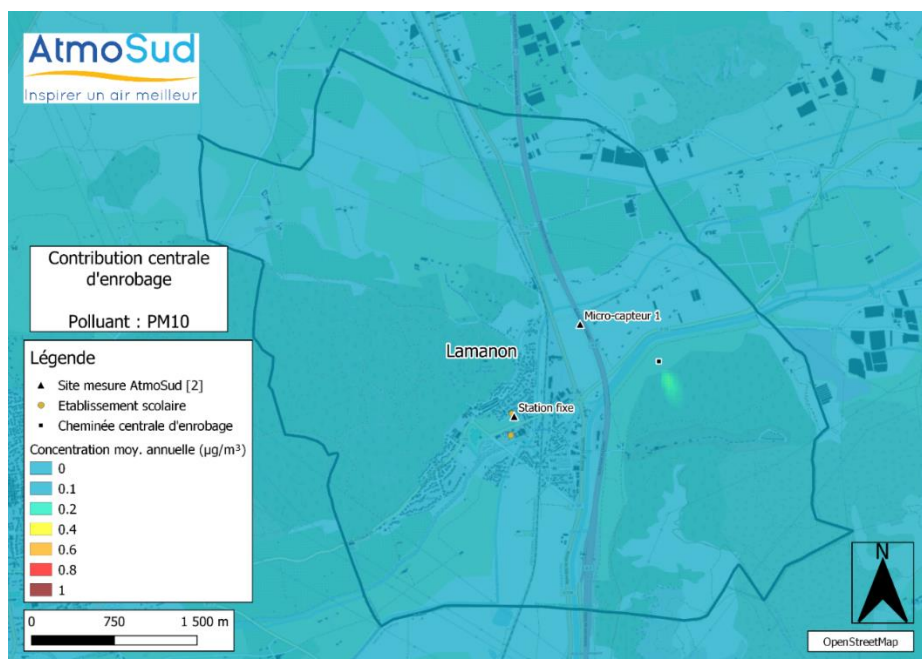 AtmoSud
Inspirer un air meilleur
Contribution centrale
d'enrobage
Polluant : PM10
Légende
Site mesure AtmoSud [2]
Etablissement scolaire
Cheminée centrale d'enrobage
Concentration moy. annuelle (µg/m³)
0
0.1
0.2
0.4
0.6
0.8
1
0 750 1 500 m
Micro-capteur 1
Lamanon
Station fixe
N
OpenStreetMap